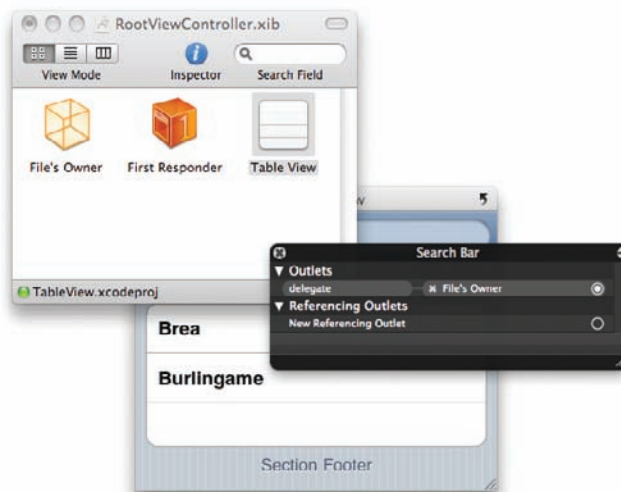 RootViewController.xib
View Mode
Inspector
Search Field
File's Owner
First Responder
Table View
TableView.xcodeproj
Search Bar
Outlets
delegate
File's Owner
Referencing Outlets
New Referencing Outlet
Brea
Burlingame
Section Footer